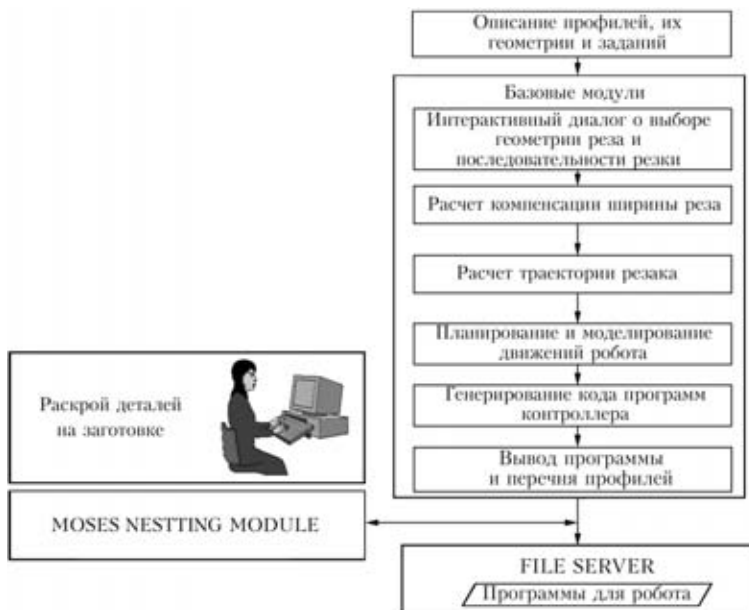 Описание профилей, их
геометрии и заданий
Базовые модули
Интерактивный диалог о выборе
геометрии реза и
последовательности резки
Расчет компенсации ширины реза
Расчет траектории резака
Планирование и моделирование
движений робота
Генерирование кода программ
контроллера
Вывод программы
и перечня профилей
Раскрой деталей
на заготовке
MOSES NESTTING MODULE
FILE SERVER
Программы для робота